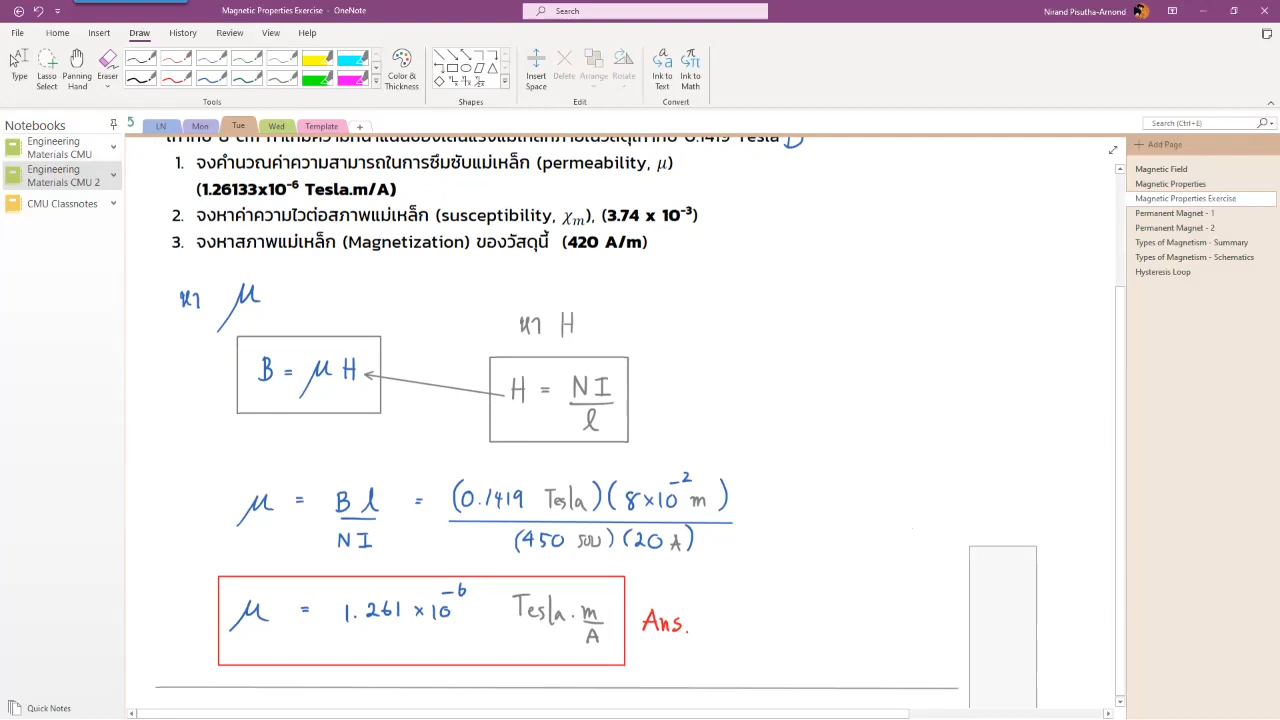 Magnetic Properties Exercise - OneNote
Search
Nirand Pisutha-Arnond
File Home Insert Draw History Review View Help
Type
Lasso Select
Panning Hand
Eraser
Color & Thickness
Insert Space
Delete
Arrange
Rotate
Ink to Text
Ink to Math
Tools
Shapes
Edit
Convert
Notebooks
5
LN
Mon
Tue
Wed
Template
+
Search (Ctrl+E)
Engineering Materials CMU
Engineering Materials CMU 2
CMU Classnotes
Quick Notes
0.1419 Tesla
1. จงคำนวณค่าความสามารถในการซึมซับแม่เหล็ก (permeability, μ)
(1.26133x10⁻⁶ Tesla.m/A)
2. จงหาค่าความไวต่อสภาพแม่เหล็ก (susceptibility, χₘ), (3.74 x 10⁻³)
3. จงหาสภาพแม่เหล็ก (Magnetization) ของวัสดุนี้ (420 A/m)
หา μ
หา H
B = μ H
H = NI / l
μ = B l / NI = (0.1419 Tesla)(8×10⁻² m) / (450 รอบ)(20 A)
μ = 1.261 × 10⁻⁶ Tesla. m/A
Ans.
Add Page
Magnetic Field
Magnetic Properties
Magnetic Properties Exercise
Permanent Magnet - 1
Permanent Magnet - 2
Types of Magnetism - Summary
Types of Magnetism - Schematics
Hysteresis Loop